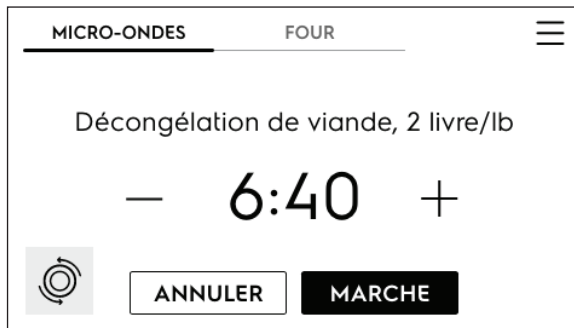 MICRO-ONDES FOUR
Décongélation de viande, 2 livre/lb
— 6:40 +
ANNULER MARCHE